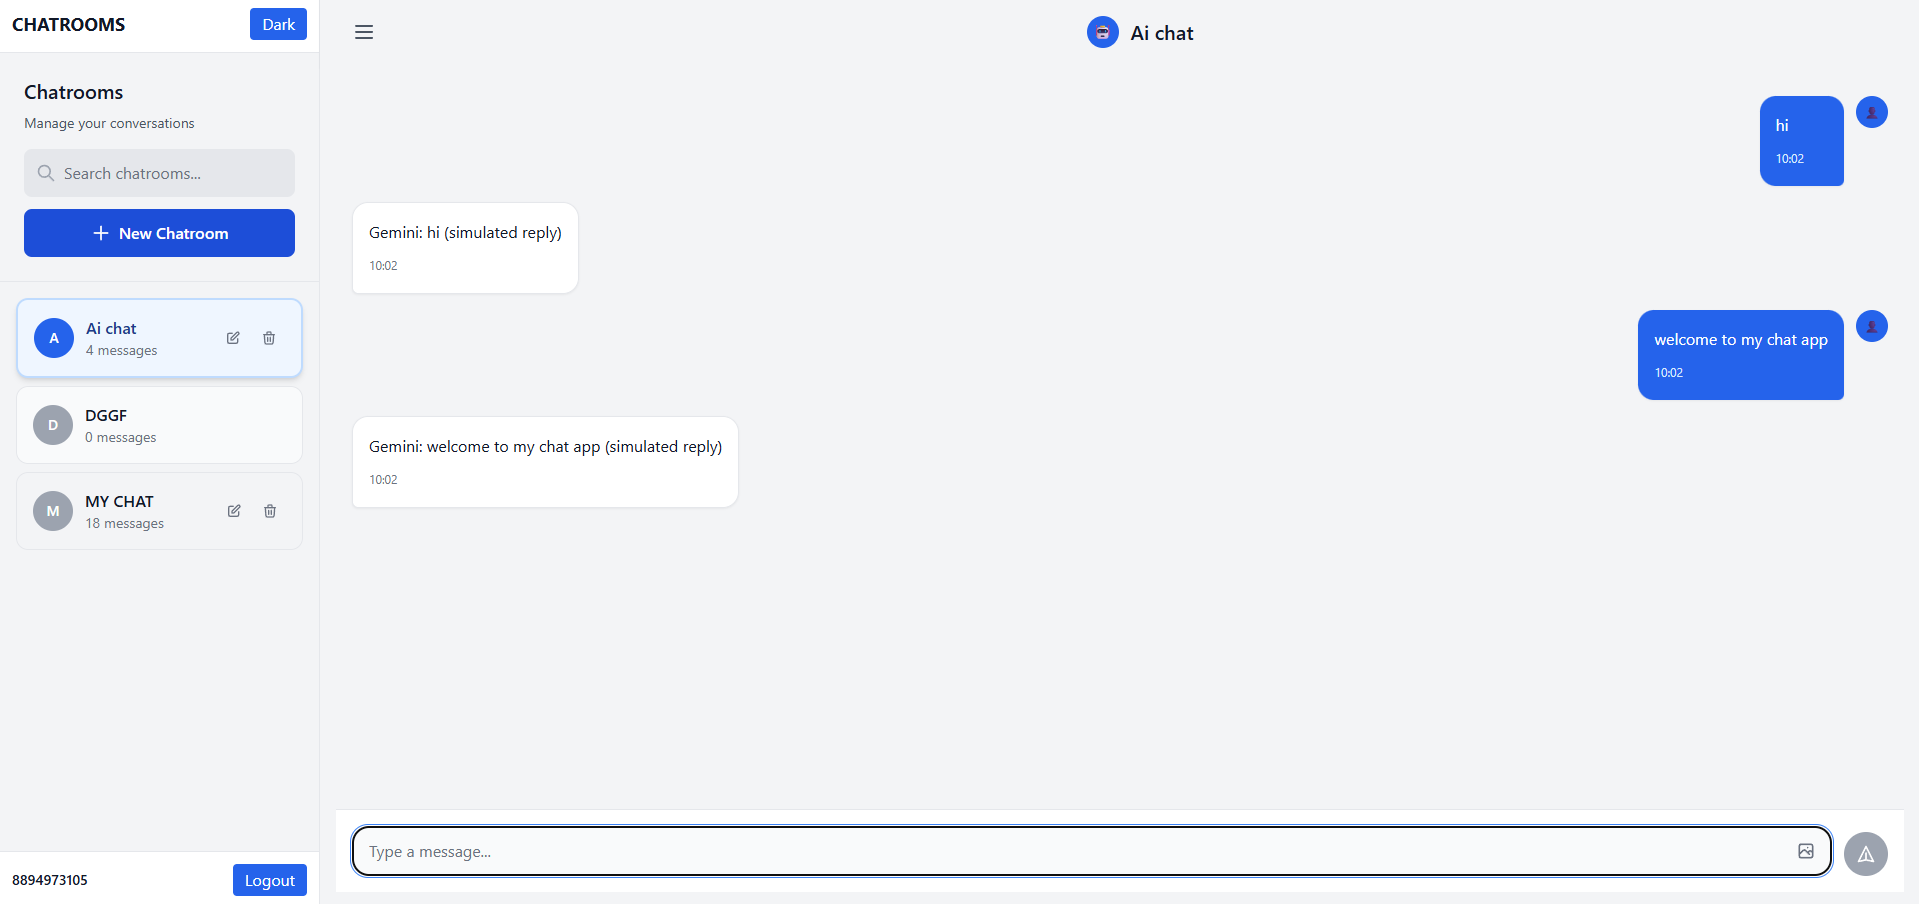 CHATROOMS
Dark
Chatrooms
Manage your conversations
Search chatrooms...
New Chatroom
A
Ai chat
4 messages
D
DGGF
0 messages
M
MY CHAT
18 messages
8894973105
Logout
Ai chat
hi
10:02
Gemini: hi (simulated reply)
10:02
welcome to my chat app
10:02
Gemini: welcome to my chat app (simulated reply)
10:02
Type a message...